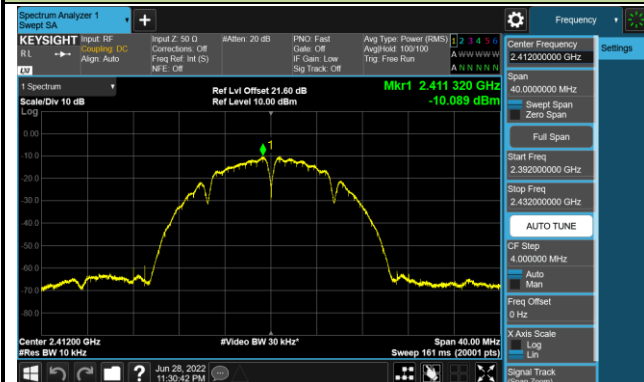 Spectrum Analyzer 1
Swept SA
Frequency
KEYSIGHT
Input: RF
Coupling: DC
Align: Auto
Input Z: 50 Ω
Corrections: Off
Freq Ref: Int (S)
NFE: Off
#Atten: 20 dB
PNO: Fast
Gate: Off
IF Gain: Low
Sig Track: Off
Avg Type: Power (RMS)
Avg|Hold: 100/100
Trig: Free Run
1 2 3 4 5 6
A W W W W W
A N N N N N
RL
LXI
1 Spectrum
Scale/Div 10 dB
Log
Ref Lvl Offset 21.60 dB
Ref Level 10.00 dBm
Mkr1 2.411 320 GHz
-10.089 dBm
1
0.00
-10.0
-20.0
-30.0
-40.0
-50.0
-60.0
-70.0
-80.0
Center 2.41200 GHz
#Res BW 10 kHz
#Video BW 30 kHz*
Span 40.00 MHz
Sweep 161 ms (20001 pts)
Center Frequency
2.412000000 GHz
Settings
Span
40.0000000 MHz
Swept Span
Zero Span
Full Span
Start Freq
2.392000000 GHz
Stop Freq
2.432000000 GHz
AUTO TUNE
CF Step
4.000000 MHz
Auto
Man
Freq Offset
0 Hz
X Axis Scale
Log
Lin
Signal Track
(Span Zoom)
Jun 28, 2022
11:30:42 PM